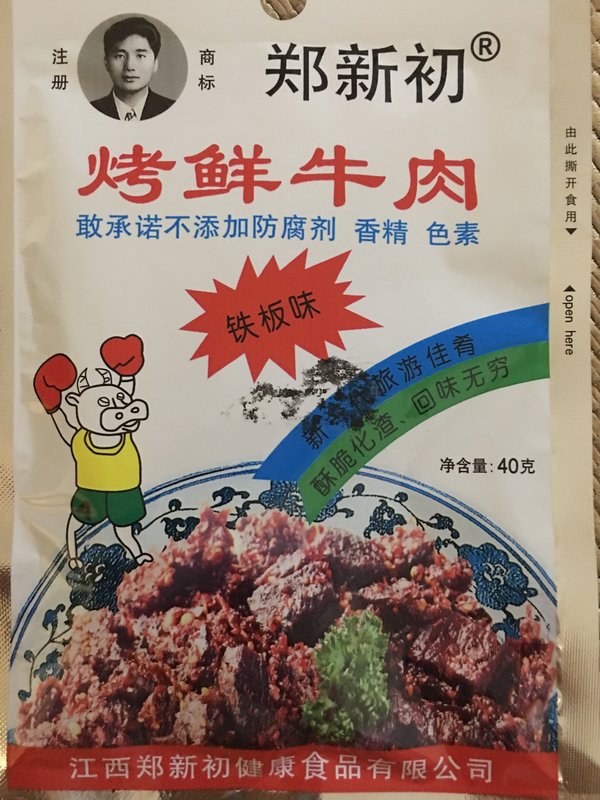 注册 商标
郑新初®
烤鲜牛肉
敢承诺不添加防腐剂 香精 色素
由此撕开食用
open here
铁板味
旅游佳肴
酥脆化渣、回味无穷
净含量:40克
江西郑新初健康食品有限公司